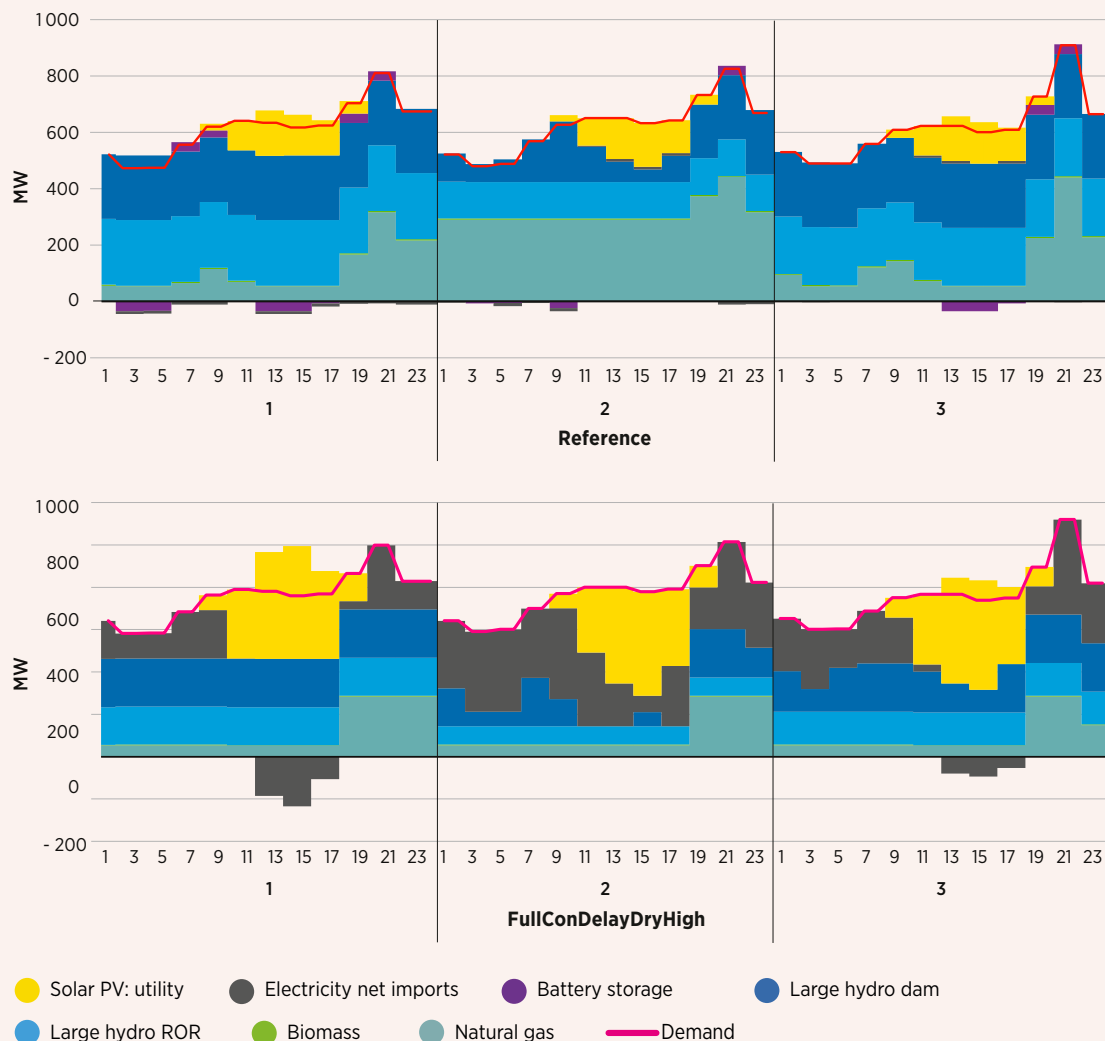 1 000
800
600
400
200
0
- 200
MW
1 3 5 7 9 11 13 15 17 19 21 23 1 3 5 7 9 11 13 15 17 19 21 23 1 3 5 7 9 11 13 15 17 19 21 23
1 2 3
Reference
1 000
800
600
400
200
0
- 200
MW
1 3 5 7 9 11 13 15 17 19 21 23 1 3 5 7 9 11 13 15 17 19 21 23 1 3 5 7 9 11 13 15 17 19 21 23
1 2 3
FullConDelayDryHigh
Solar PV: utility Electricity net imports Battery storage Large hydro dam
Large hydro ROR Biomass Natural gas Demand